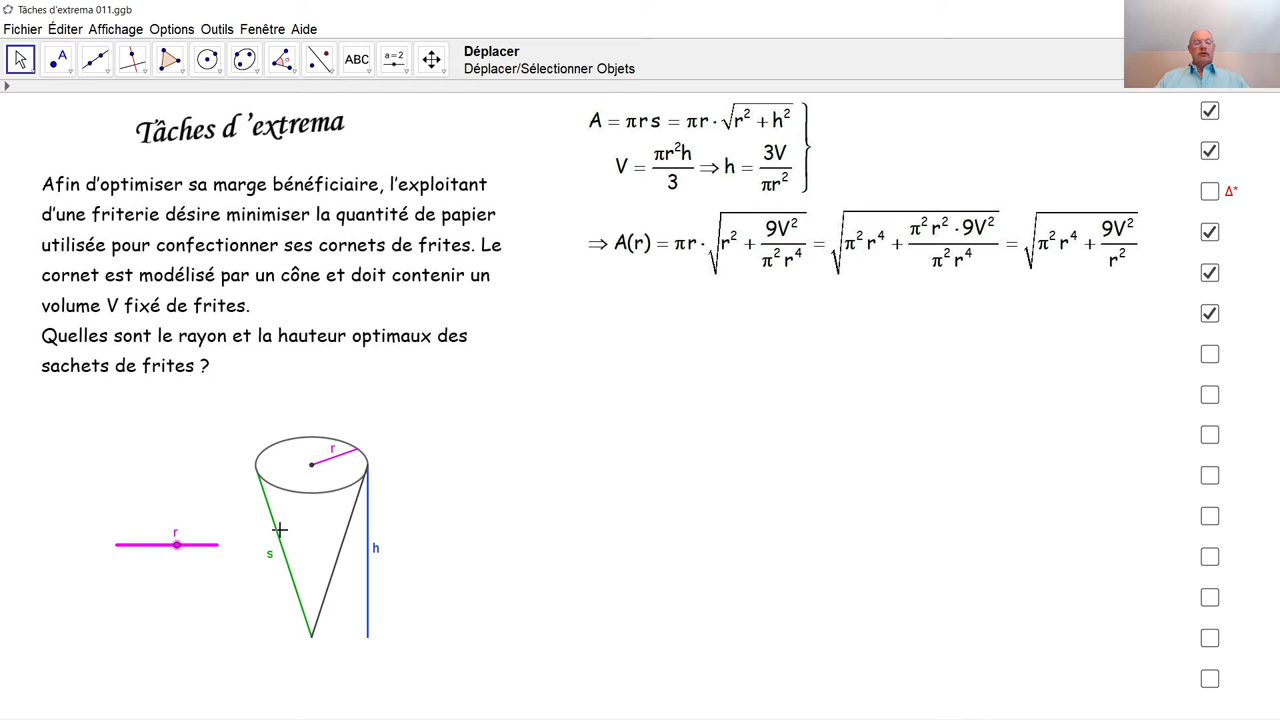 Tâches d'extrema 011.ggb
Fichier Éditer Affichage Options Outils Fenêtre Aide
A ABC a=2 Déplacer
Déplacer/Sélectionner Objets
Tâches d'extrema
Afin d'optimiser sa marge bénéficiaire, l'exploitant
d'une friterie désire minimiser la quantité de papier
utilisée pour confectionner ses cornets de frites. Le
cornet est modélisé par un cône et doit contenir un
volume V fixé de frites.
Quelles sont le rayon et la hauteur optimaux des
sachets de frites ?
r
r
s
h
A = πrs = πr · √(r² + h²)
V = πr²h/3 ⇒ h = 3V/πr²
⇒ A(r) = πr · √(r² + 9V²/π²r⁴) = √(π²r⁴ + π²r²·9V²/π²r⁴) = √(π²r⁴ + 9V²/r²)
Δ*